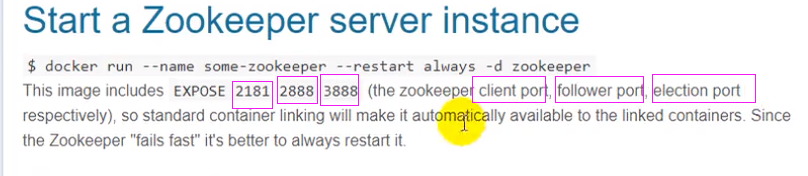 Start a Zookeeper server instance
$ docker run --name some-zookeeper --restart always -d zookeeper
This image includes EXPOSE 2181 2888 3888 (the zookeeper client port, follower port, election port
respectively), so standard container linking will make it automatically available to the linked containers. Since
the Zookeeper "fails fast" it's better to always restart it.